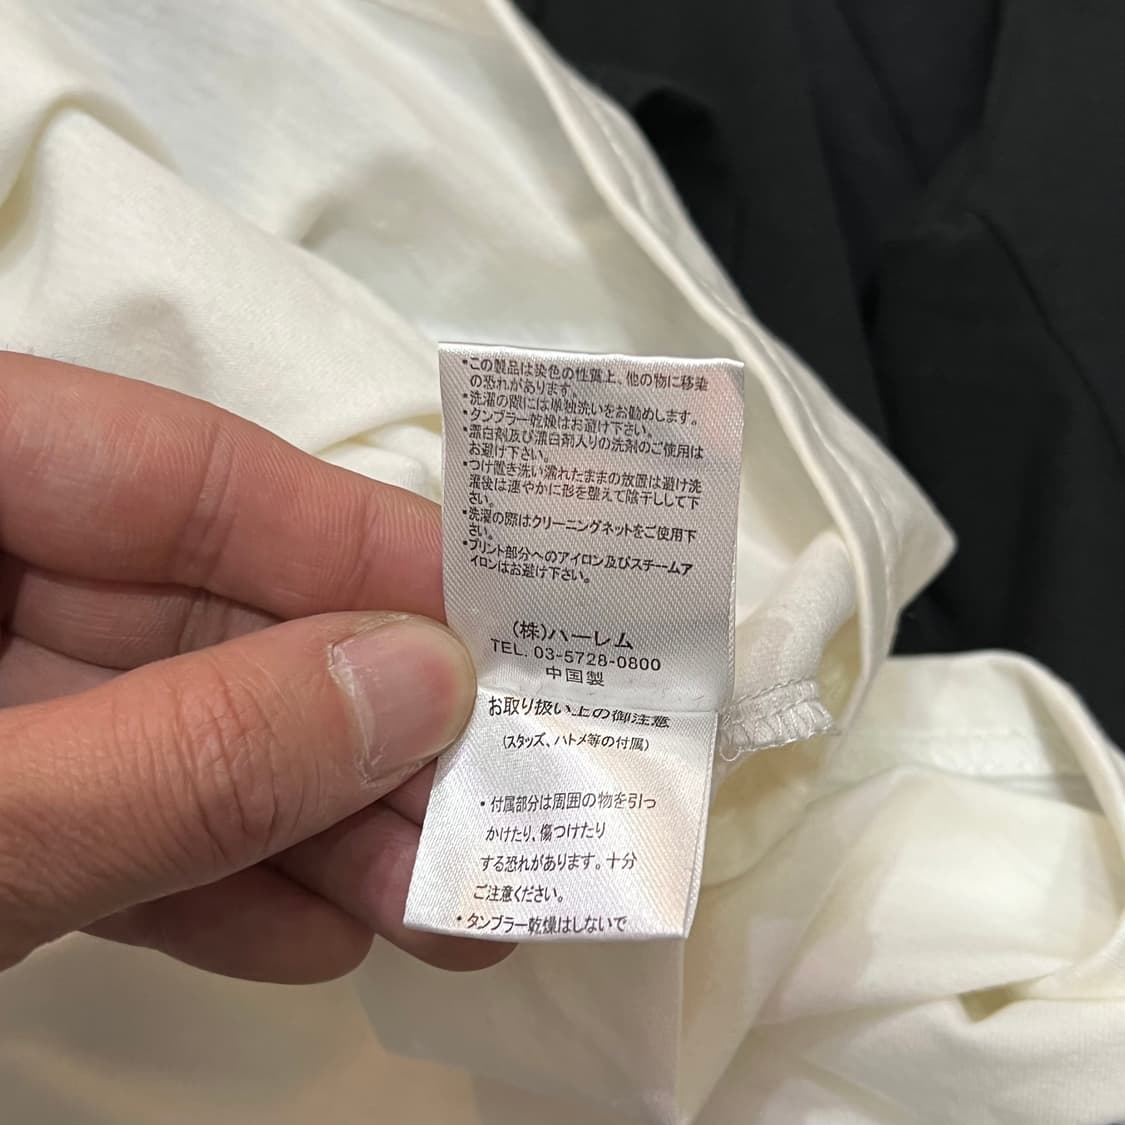 ・この製品は染色の性質上、他の物に移染
の恐れがあります。
・洗濯の際には単独洗いをお勧めします。
・タンブラー乾燥はお避け下さい。
・漂白剤及び漂白剤入りの洗剤のご使用は
お避け下さい。
・つけ置き洗い濡れたままの放置は避け洗
濯後は速やかに形を整えて陰干しして下
さい。
・洗濯の際はクリーニングネットをご使用下
さい。
・プリント部分へのアイロン及びスチームア
イロンはお避け下さい。
(株)ハーレム
TEL. 03-5728-0800
中国製
お取り扱い上の御注意
(スタッズ、ハトメ等の付属)
・付属部分は周囲の物を引っ
かけたり、傷つけたり
する恐れがあります。十分
ご注意ください。
・タンブラー乾燥はしないで